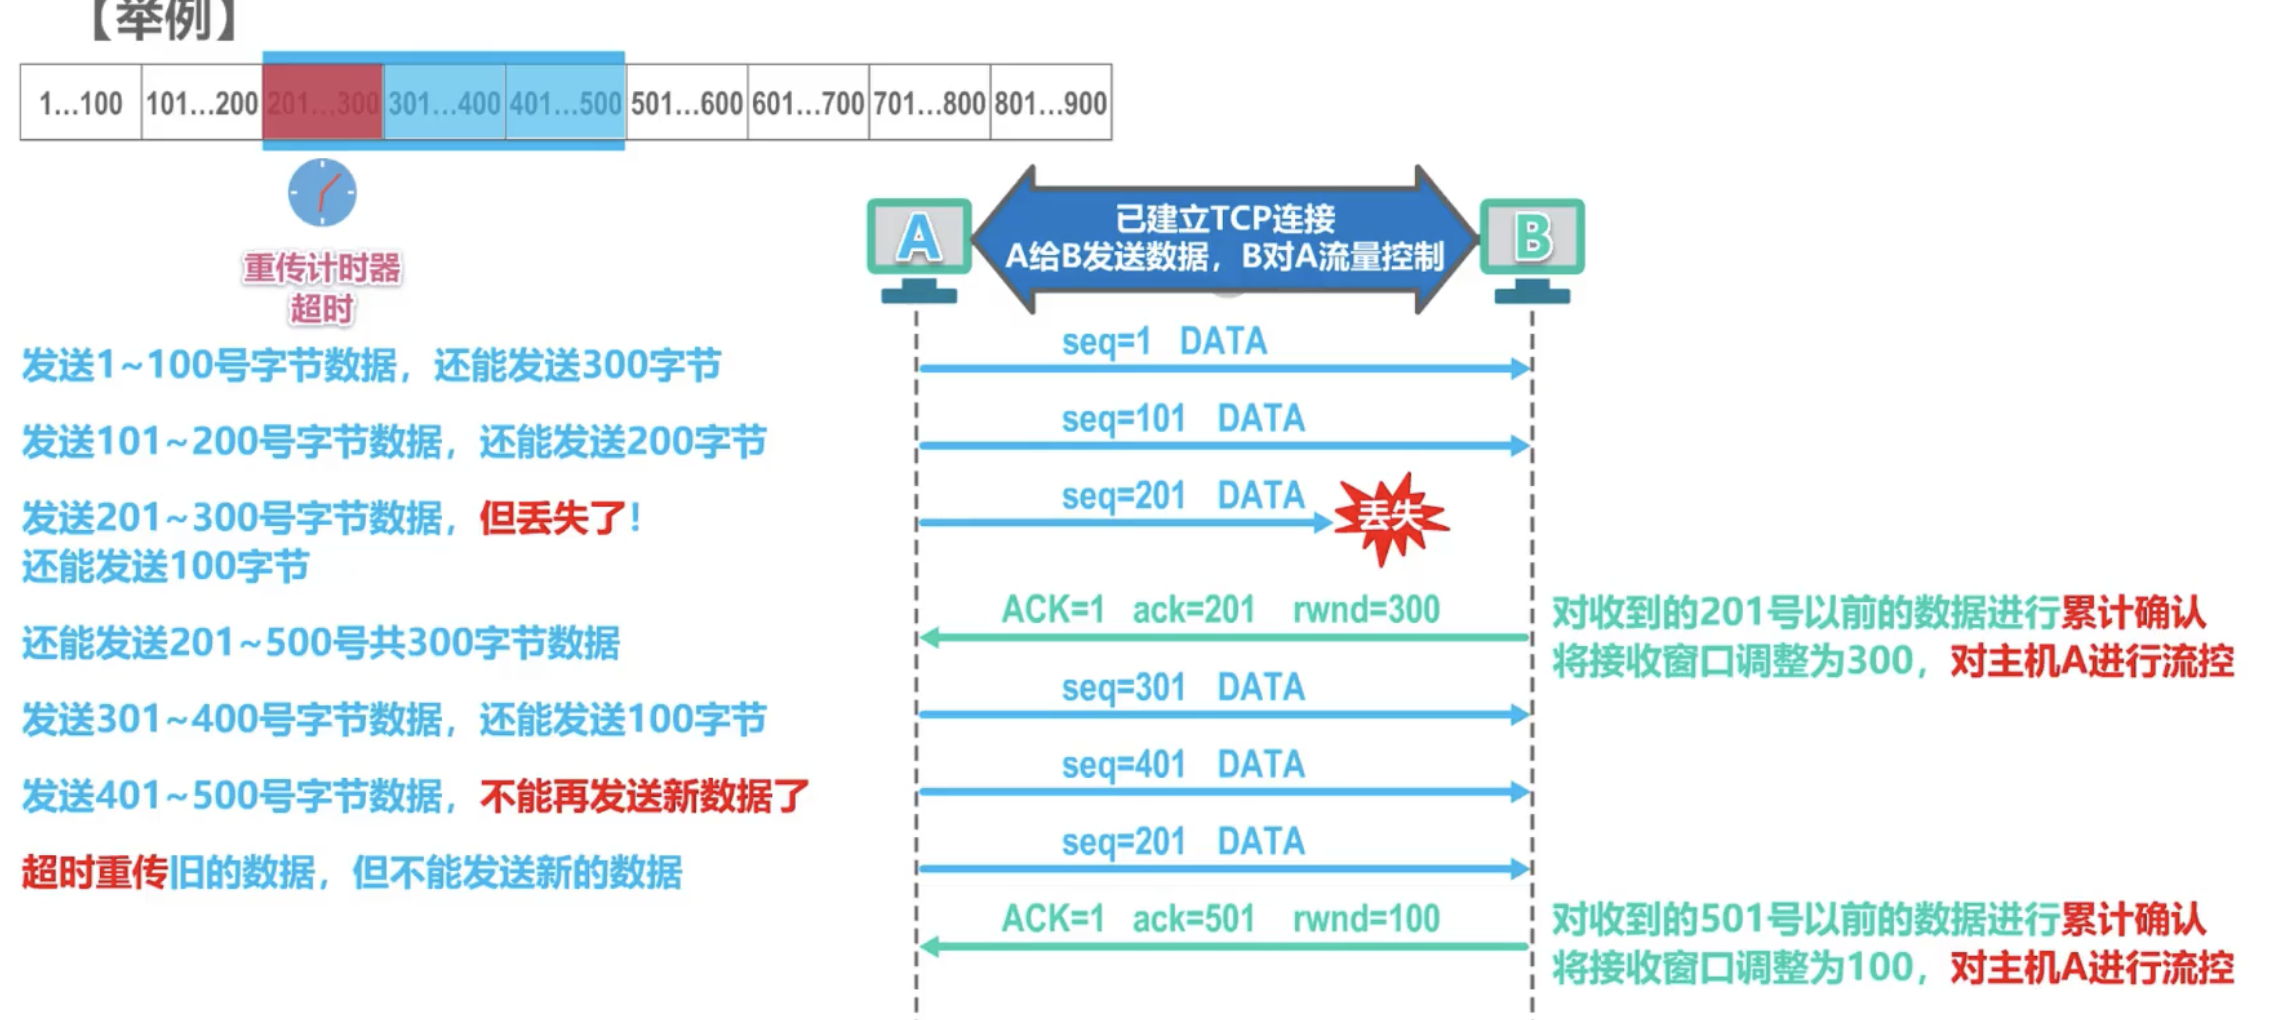 【举例】
1...100 101...200 201...300 301...400 401...500 501...600 601...700 701...800 801...900
重传计时器
超时
A
已建立TCP连接
A给B发送数据，B对A流量控制
B
发送1~100号字节数据，还能发送300字节
seq=1 DATA
发送101~200号字节数据，还能发送200字节
seq=101 DATA
发送201~300号字节数据，但丢失了！
还能发送100字节
seq=201 DATA
丢失
还能发送201~500号共300字节数据
ACK=1 ack=201 rwnd=300
对收到的201号以前的数据进行累计确认
将接收窗口调整为300，对主机A进行流控
发送301~400号字节数据，还能发送100字节
seq=301 DATA
发送401~500号字节数据，不能再发送新数据了
seq=401 DATA
超时重传旧的数据，但不能发送新的数据
seq=201 DATA
ACK=1 ack=501 rwnd=100
对收到的501号以前的数据进行累计确认
将接收窗口调整为100，对主机A进行流控